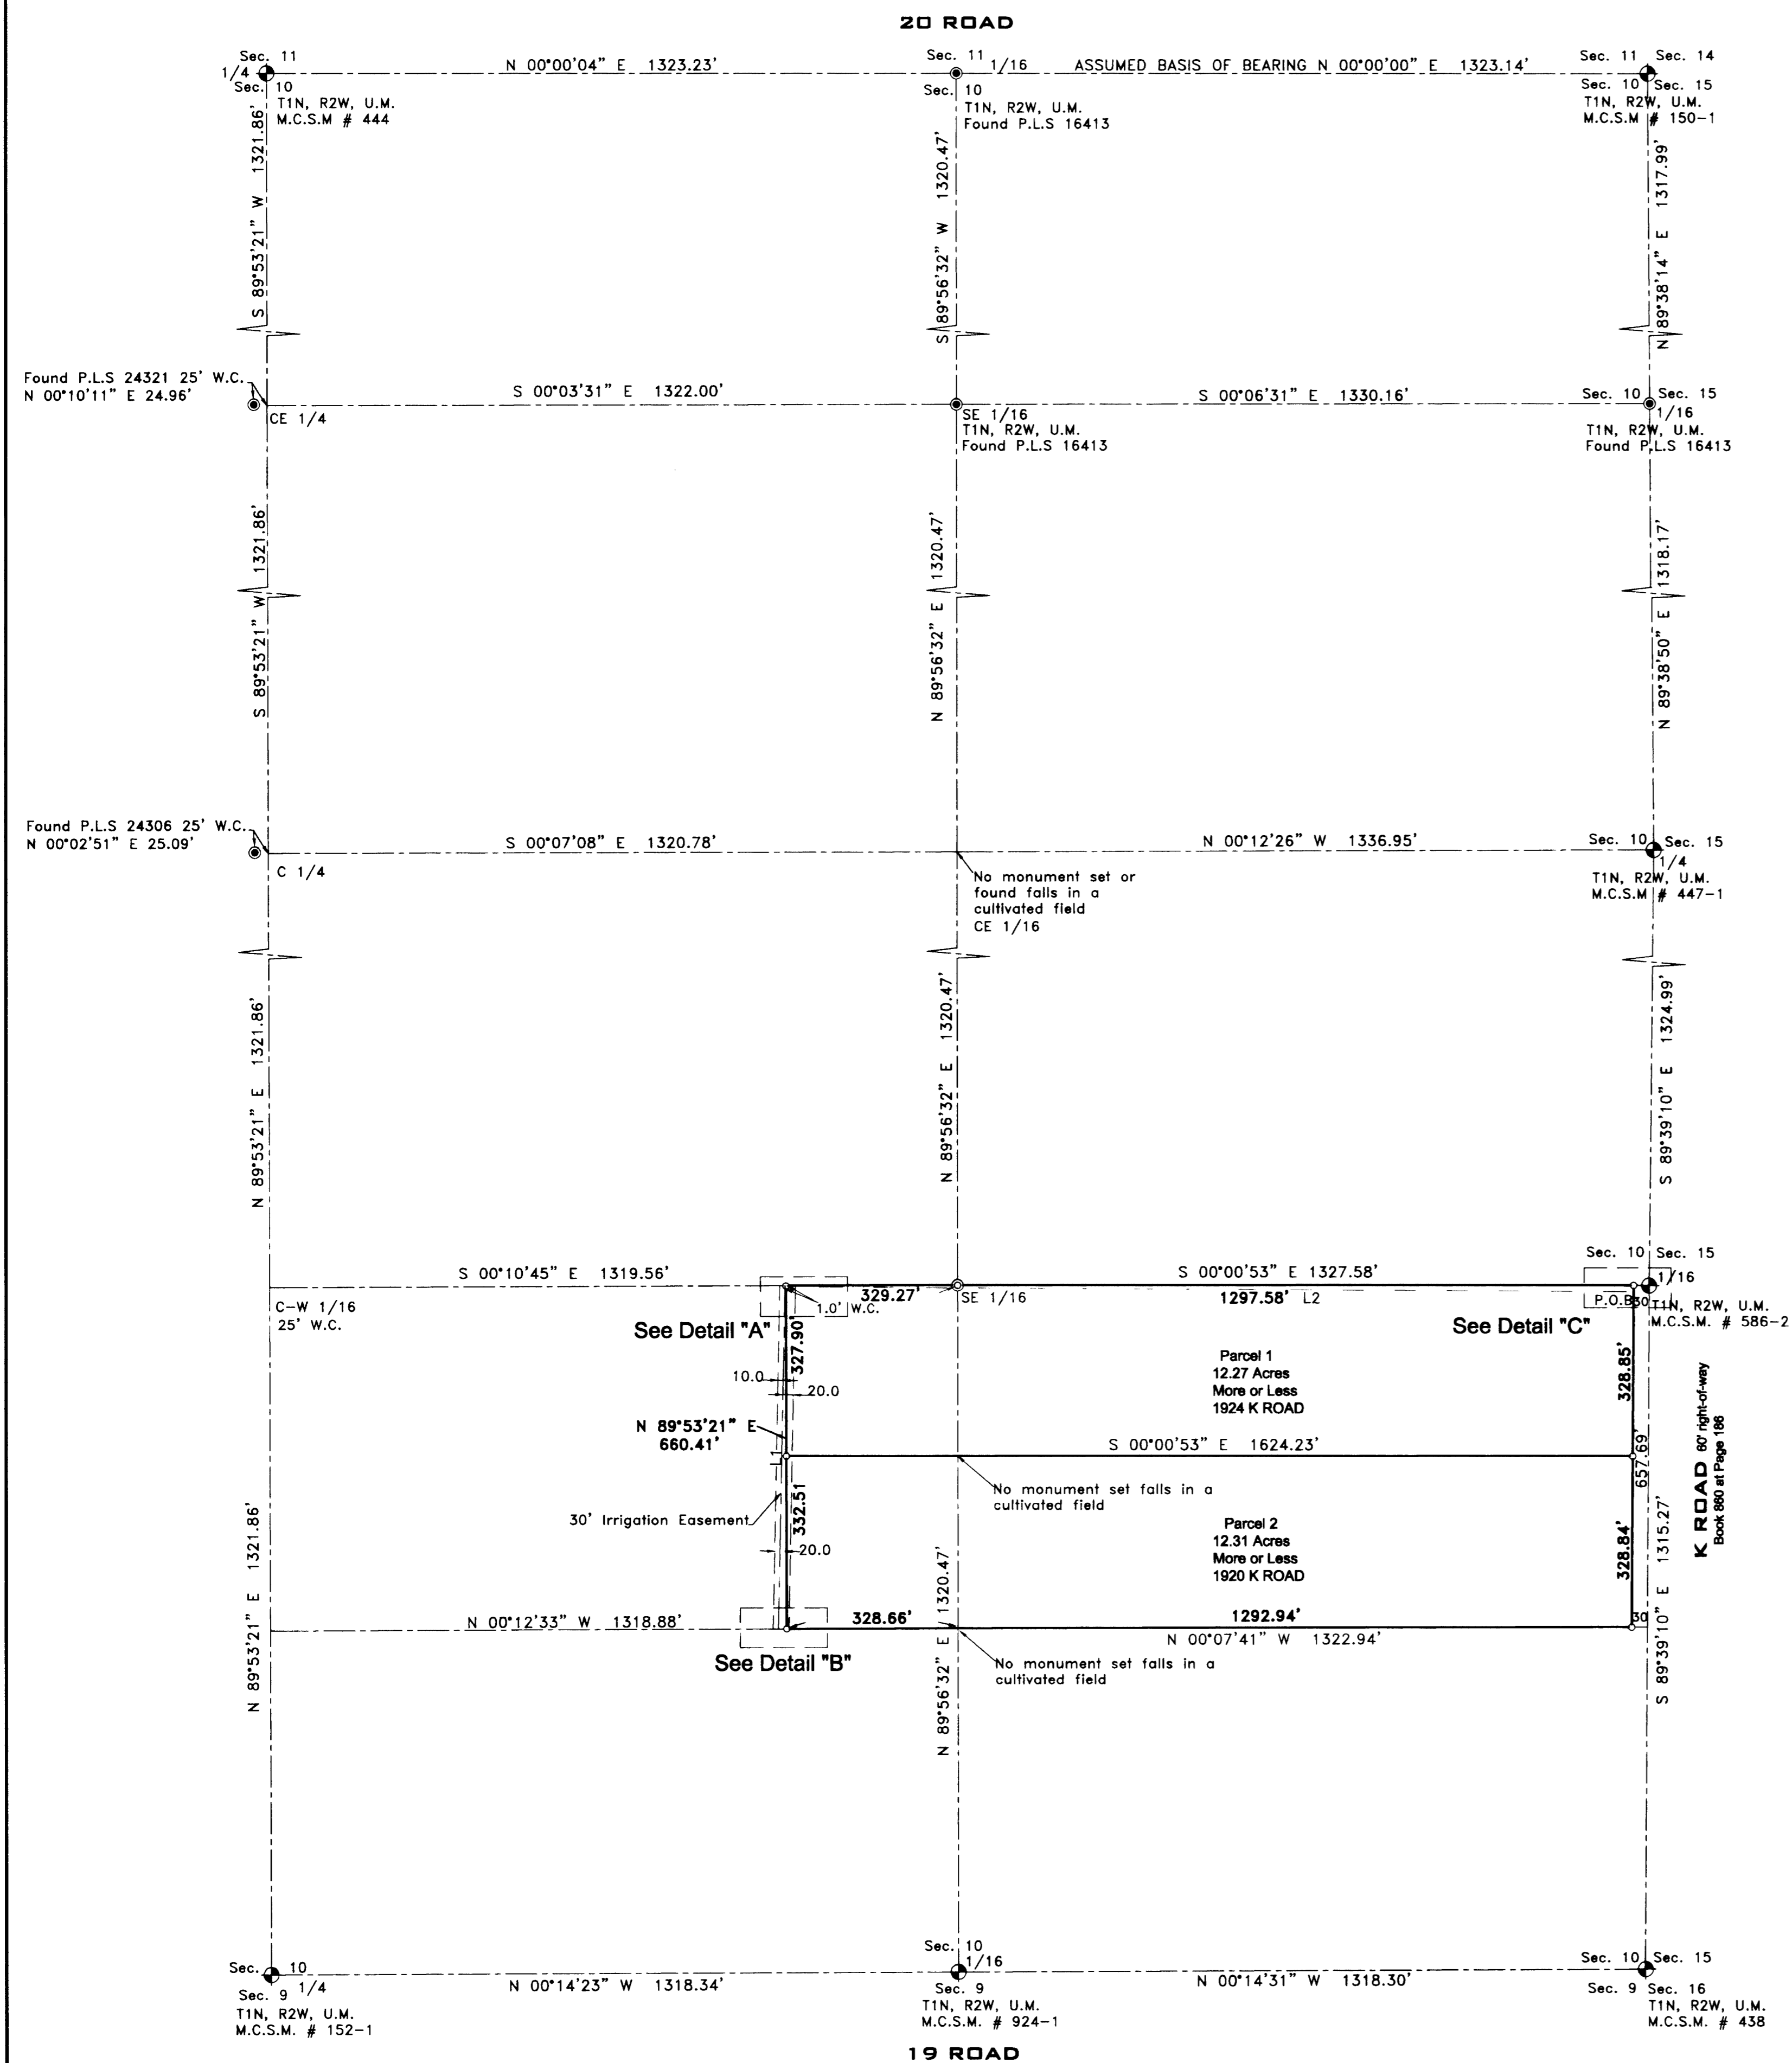 20 ROAD
Sec. 11
1/4
Sec. 10
T1N, R2W, U.M.
M.C.S.M # 444
N 00°00'04" E 1323.23'
Sec. 11
1/16
Sec. 10
T1N, R2W, U.M.
Found P.L.S 16413
ASSUMED BASIS OF BEARING N 00°00'00" E 1323.14'
Sec. 11 Sec. 14
Sec. 10 Sec. 15
T1N, R2W, U.M.
M.C.S.M # 150-1
S 89°53'21" W 1321.86'
S 89°56'32" W 1320.47'
N 89°38'14" E 1317.99'
Found P.L.S 24321 25' W.C.
N 00°10'11" E 24.96'
CE 1/4
S 00°03'31" E 1322.00'
SE 1/16
T1N, R2W, U.M.
Found P.L.S 16413
S 00°06'31" E 1330.16'
Sec. 10 Sec. 15
1/16
T1N, R2W, U.M.
Found P.L.S 16413
S 89°53'21" W 1321.86'
N 89°56'32" E 1320.47'
N 89°38'50" E 1318.17'
Found P.L.S 24306 25' W.C.
N 00°02'51" E 25.09'
C 1/4
S 00°07'08" E 1320.78'
No monument set or
found falls in a
cultivated field
CE 1/16
N 00°12'26" W 1336.95'
Sec. 10 Sec. 15
1/4
T1N, R2W, U.M.
M.C.S.M # 447-1
N 89°53'21" E 1321.86'
N 89°56'32" E 1320.47'
S 89°39'10" E 1324.99'
S 00°10'45" E 1319.56'
C-W 1/16
25' W.C.
329.27'
1.0' W.C.
SE 1/16
S 00°00'53" E 1327.58'
1297.58' L2
Sec. 10 Sec. 15
1/16
P.O.B
30
T1N, R2W, U.M.
M.C.S.M. # 586-2
See Detail "A"
See Detail "C"
327.90'
10.0
20.0
Parcel 1
12.27 Acres
More or Less
1924 K ROAD
328.85'
K ROAD 60' right-of-way
Book 860 at Page 186
N 89°53'21" E
660.41'
S 00°00'53" E 1624.23'
657.69'
No monument set falls in a
cultivated field
30' Irrigation Easement
332.51
20.0
Parcel 2
12.31 Acres
More or Less
1920 K ROAD
328.84'
N 89°53'21" E 1321.86'
N 89°56'32" E 1320.47'
S 89°39'10" E 1315.27'
N 00°12'33" W 1318.88'
328.66'
1292.94'
30
N 00°07'41" W 1322.94'
See Detail "B"
No monument set falls in a
cultivated field
Sec. 10
1/4
Sec. 9
T1N, R2W, U.M.
M.C.S.M. # 152-1
N 00°14'23" W 1318.34'
Sec. 10
1/16
Sec. 9
T1N, R2W, U.M.
M.C.S.M. # 924-1
N 00°14'31" W 1318.30'
Sec. 10 Sec. 15
Sec. 9 Sec. 16
T1N, R2W, U.M.
M.C.S.M. # 438
19 ROAD